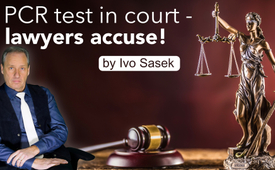 PCR test in court -
lawyers accuse!
by Ivo Sasek